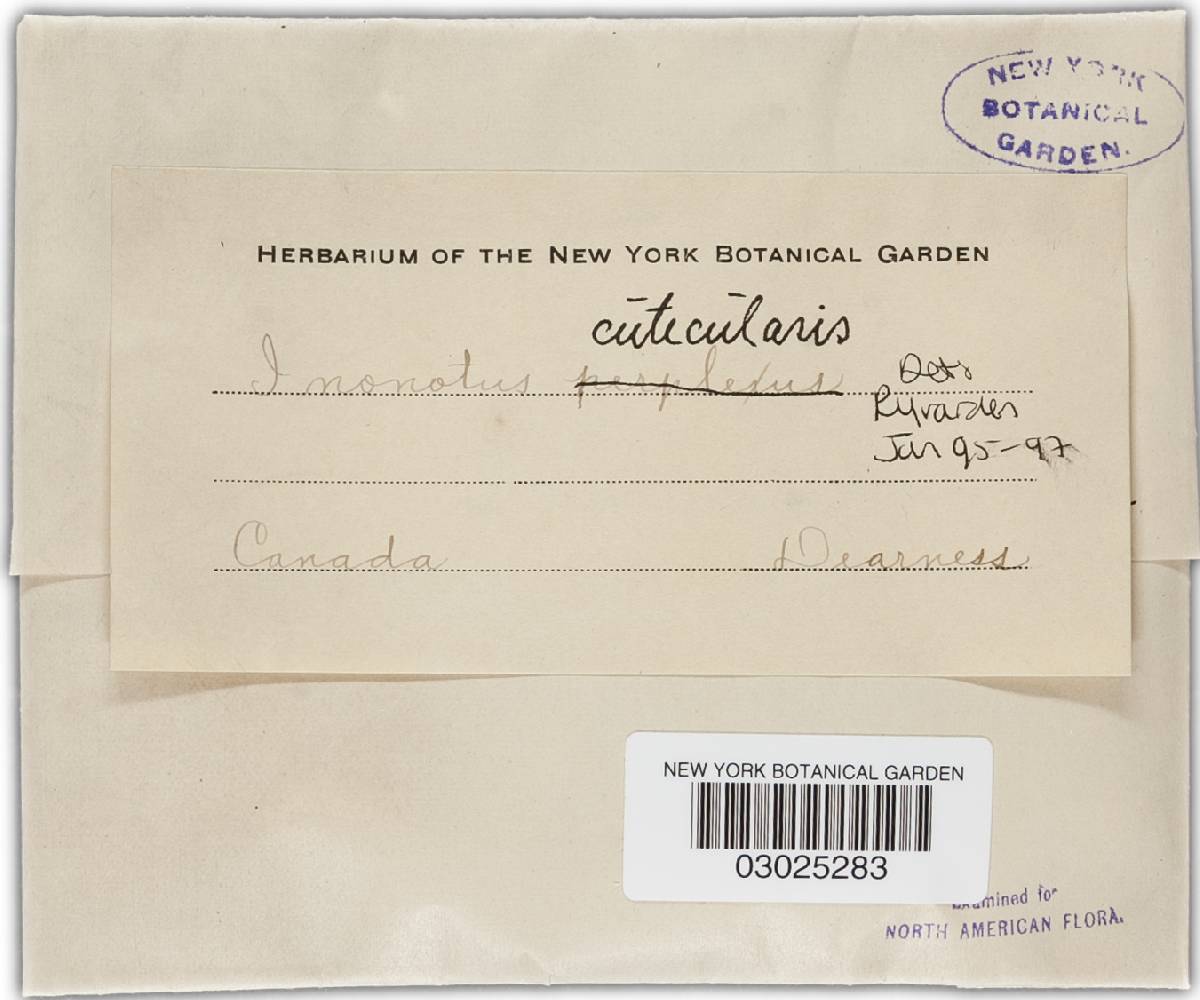 NEW YORK
BOTANICAL
GARDEN.
HERBARIUM OF THE NEW YORK BOTANICAL GARDEN
cutecularis
Inonotus perplexus
Det:
Ryvarden
Jan 95-97
Canada Dearness
NEW YORK BOTANICAL GARDEN
03025283
Examined for
NORTH AMERICAN FLORA.